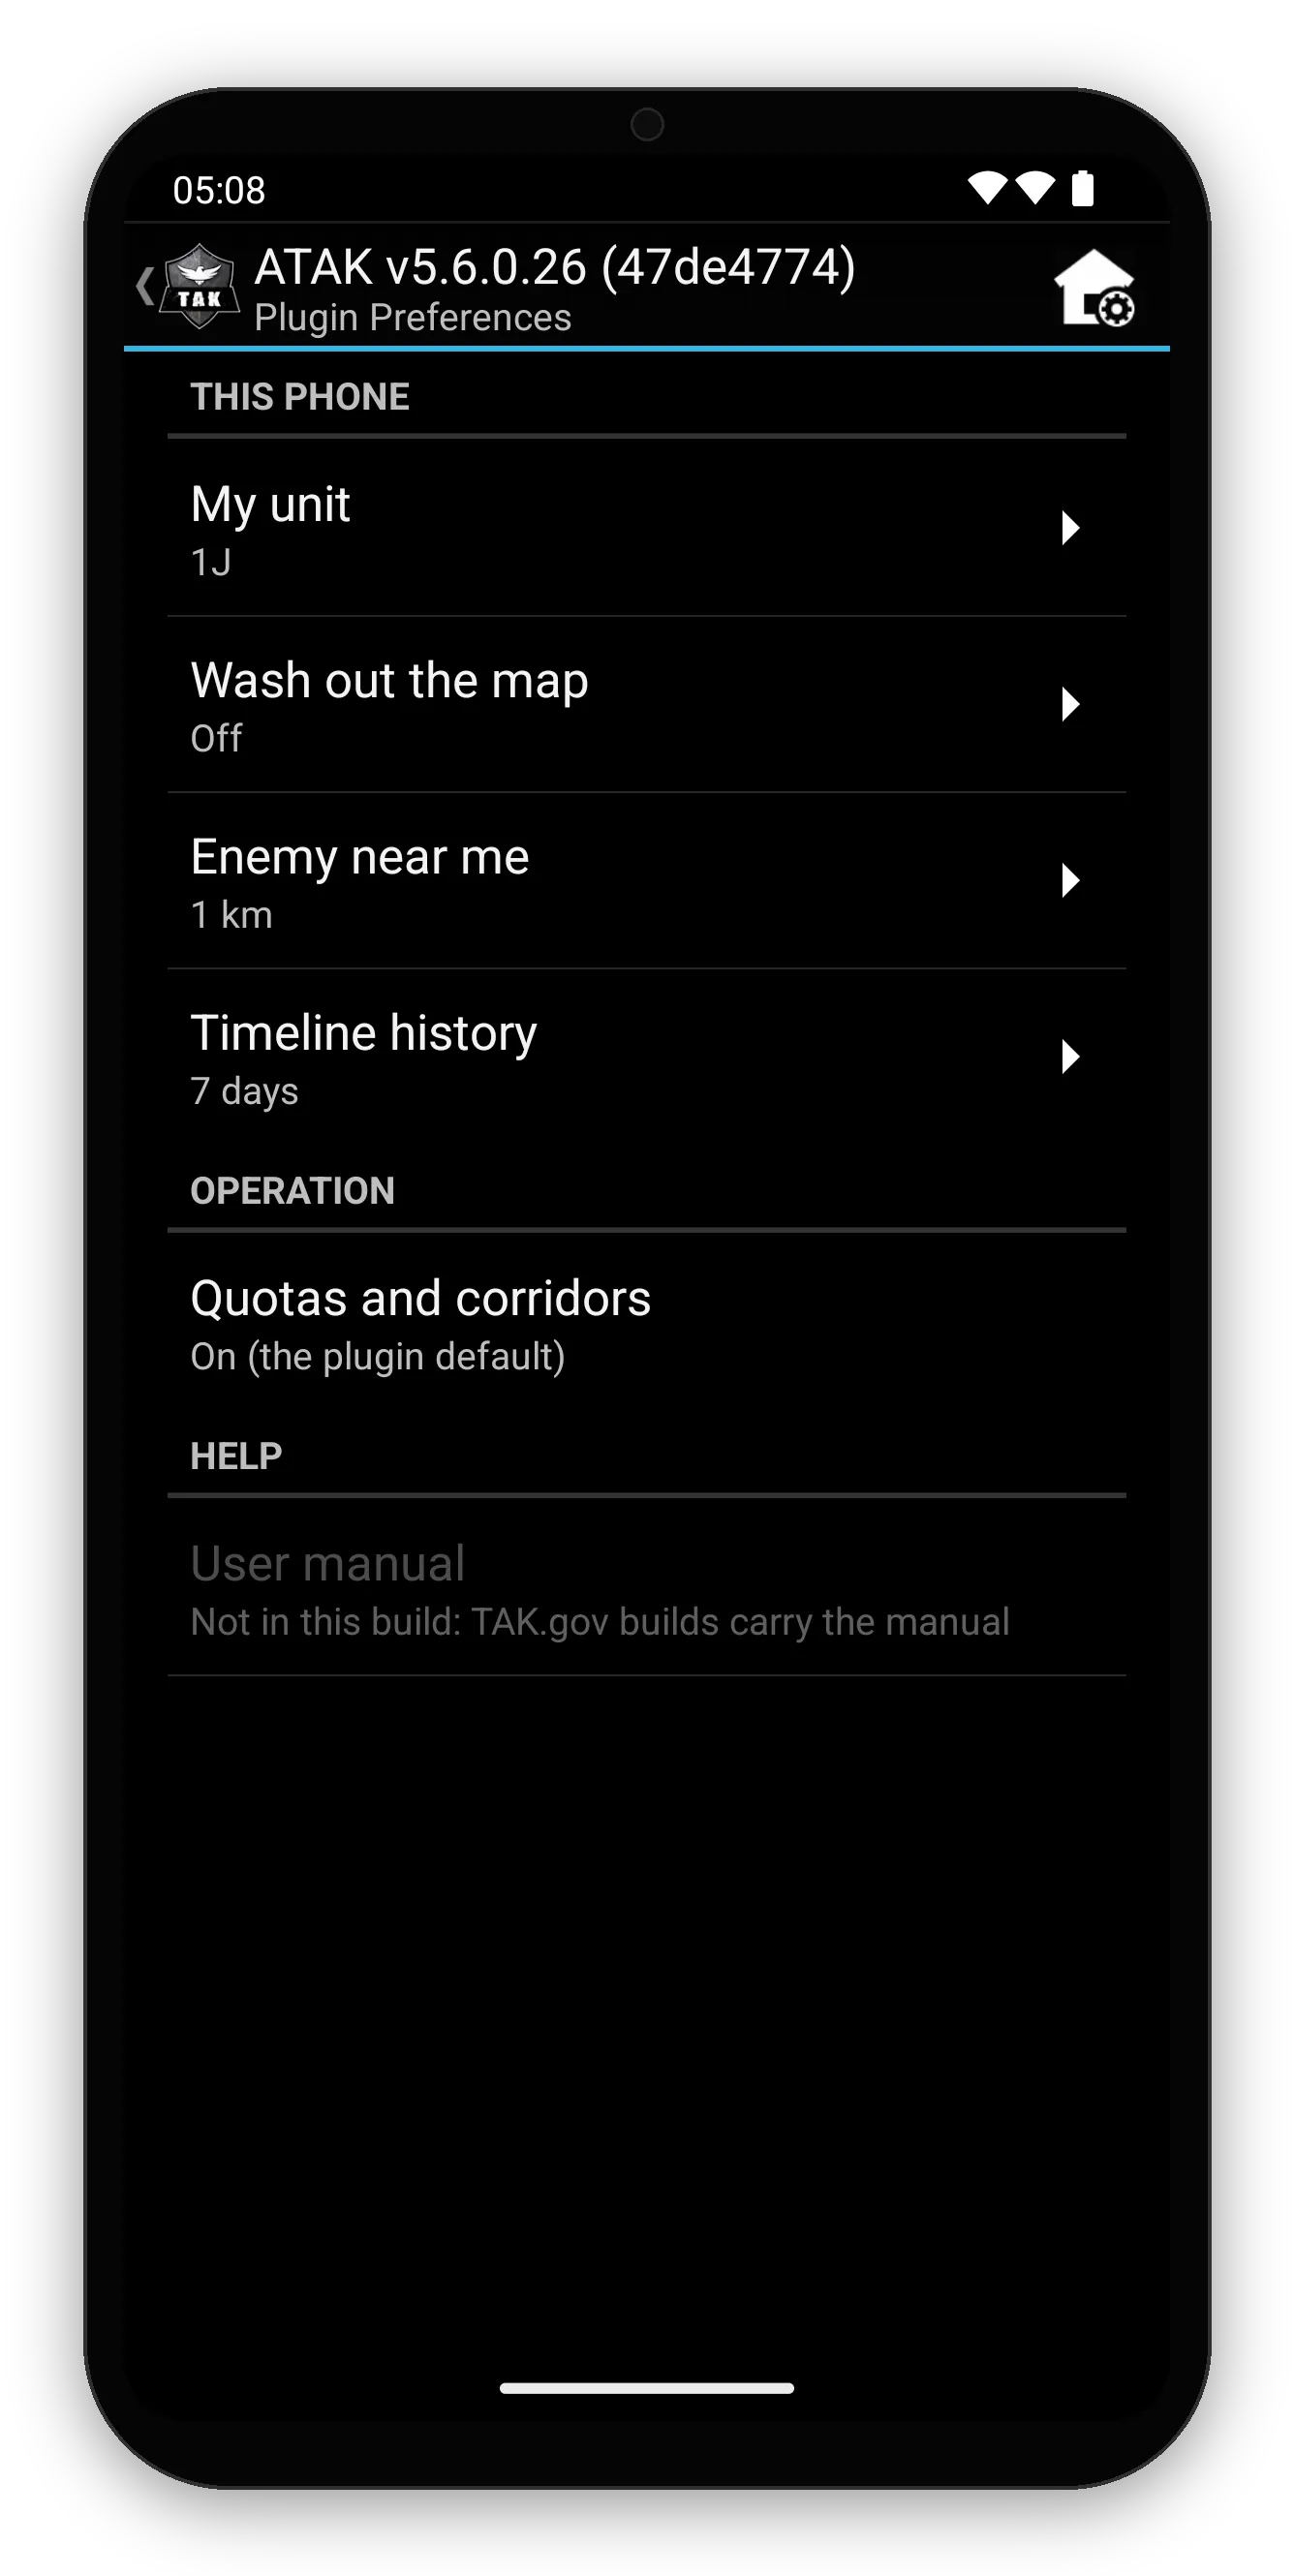 05:08
TAK
ATAK v5.6.0.26 (47de4774)
Plugin Preferences
THIS PHONE
My unit
1J
Wash out the map
Off
Enemy near me
1 km
Timeline history
7 days
OPERATION
Quotas and corridors
On (the plugin default)
HELP
User manual
Not in this build: TAK.gov builds carry the manual